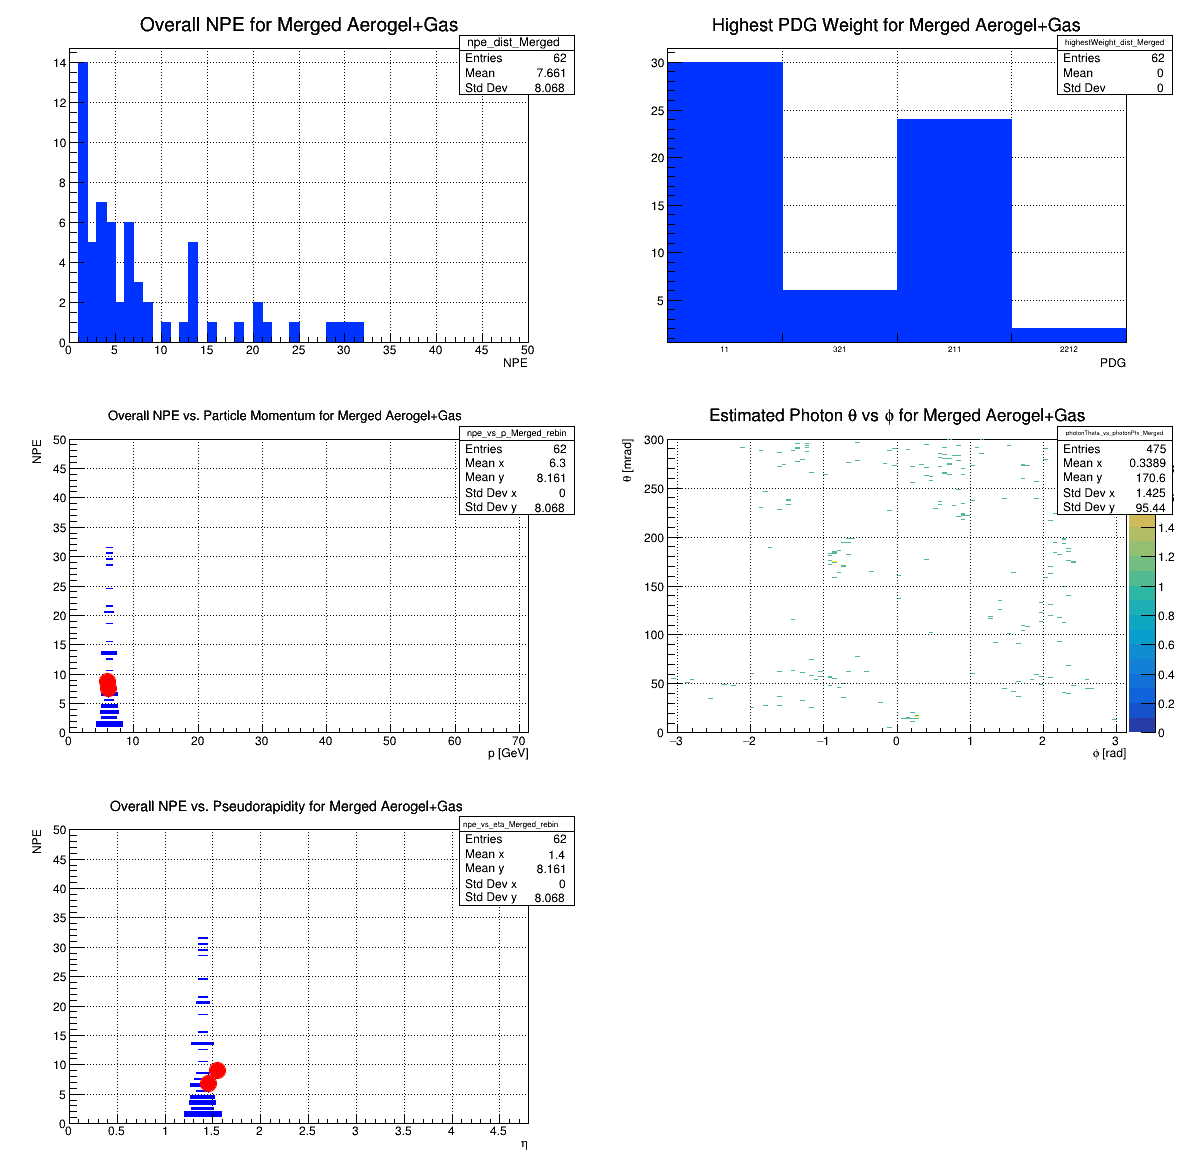 Overall NPE for Merged Aerogel+Gas
npe_dist_Merged
Entries 62
Mean 7.661
Std Dev 8.068
14
12
10
8
6
4
2
0
0 5 10 15 20 25 30 35 40 45 50
NPE
Highest PDG Weight for Merged Aerogel+Gas
highestWeight_dist_Merged
Entries 62
Mean 0
Std Dev 0
30
25
20
15
10
5
11 321 211 2212
PDG
Overall NPE vs. Particle Momentum for Merged Aerogel+Gas
npe_vs_p_Merged_rebin
Entries 62
Mean x 6.3
Mean y 8.161
Std Dev x 0
Std Dev y 8.068
NPE
50
45
40
35
30
25
20
15
10
5
0
0 10 20 30 40 50 60 70
p [GeV]
Estimated Photon θ vs ϕ for Merged Aerogel+Gas
photonTheta_vs_photonPhi_Merged
Entries 475
Mean x 0.3389
Mean y 170.6
Std Dev x 1.425
Std Dev y 95.44
θ [mrad]
300
250
200
150
100
50
0
−3 −2 −1 0 1 2 3
ϕ [rad]
1.4
1.2
1
0.8
0.6
0.4
0.2
0
Overall NPE vs. Pseudorapidity for Merged Aerogel+Gas
npe_vs_eta_Merged_rebin
Entries 62
Mean x 1.4
Mean y 8.161
Std Dev x 0
Std Dev y 8.068
NPE
50
45
40
35
30
25
20
15
10
5
0
0 0.5 1 1.5 2 2.5 3 3.5 4 4.5
η